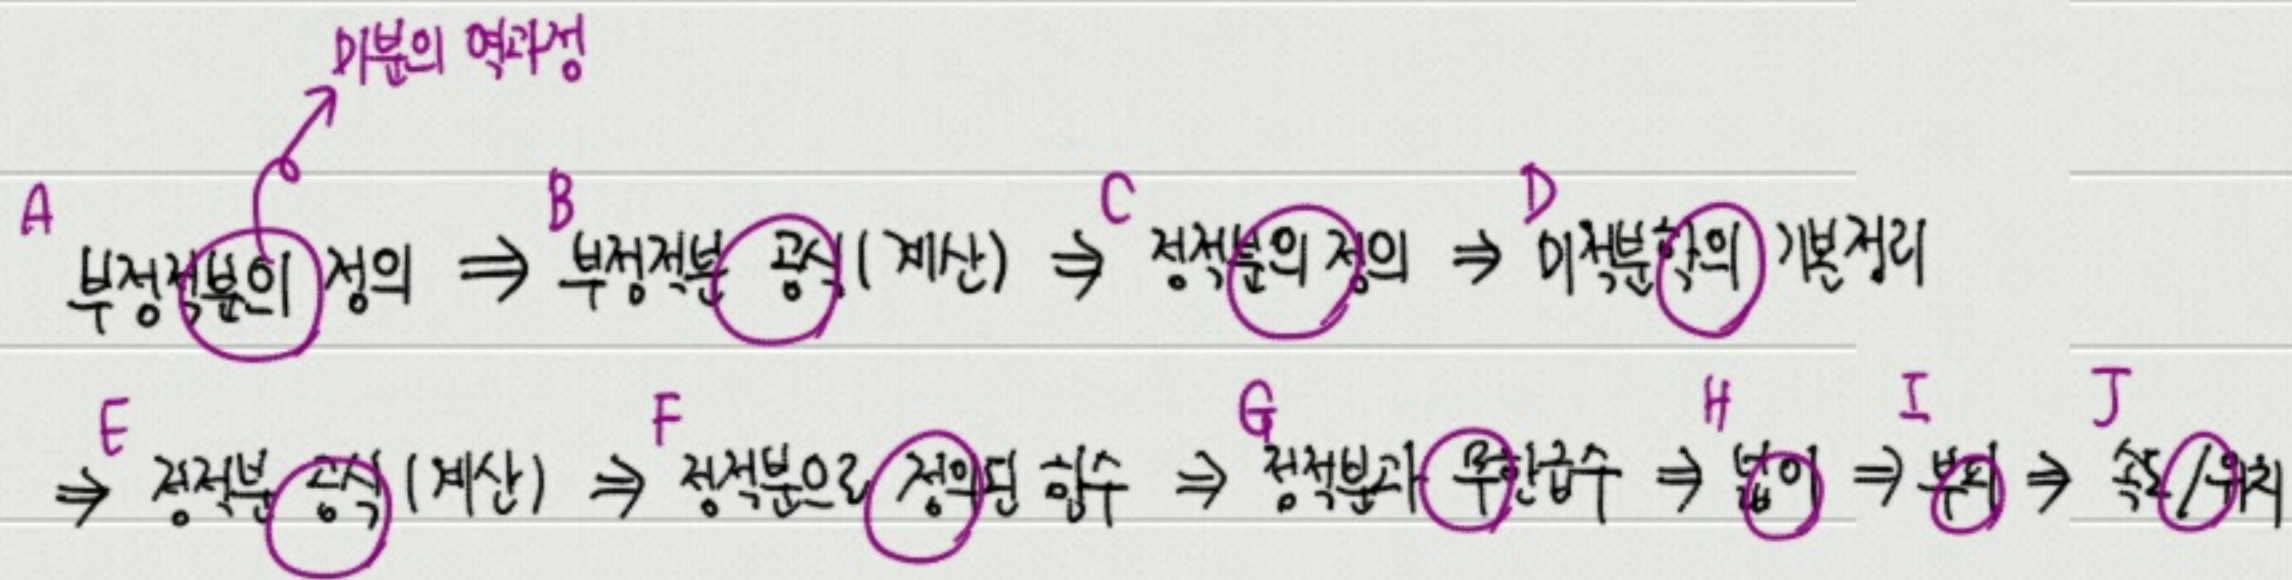 미분의 역과정
A 부정적분의 정의 ⇒ B 부정적분 공식(계산) ⇒ C 정적분의 정의 ⇒ D 미적분학의 기본정리
⇒ E 정적분 공식(계산) ⇒ F 정적분으로 정의된 함수 ⇒ G 정적분과 무한급수 ⇒ H 넓이 ⇒ I 부피 ⇒ J 속도/위치